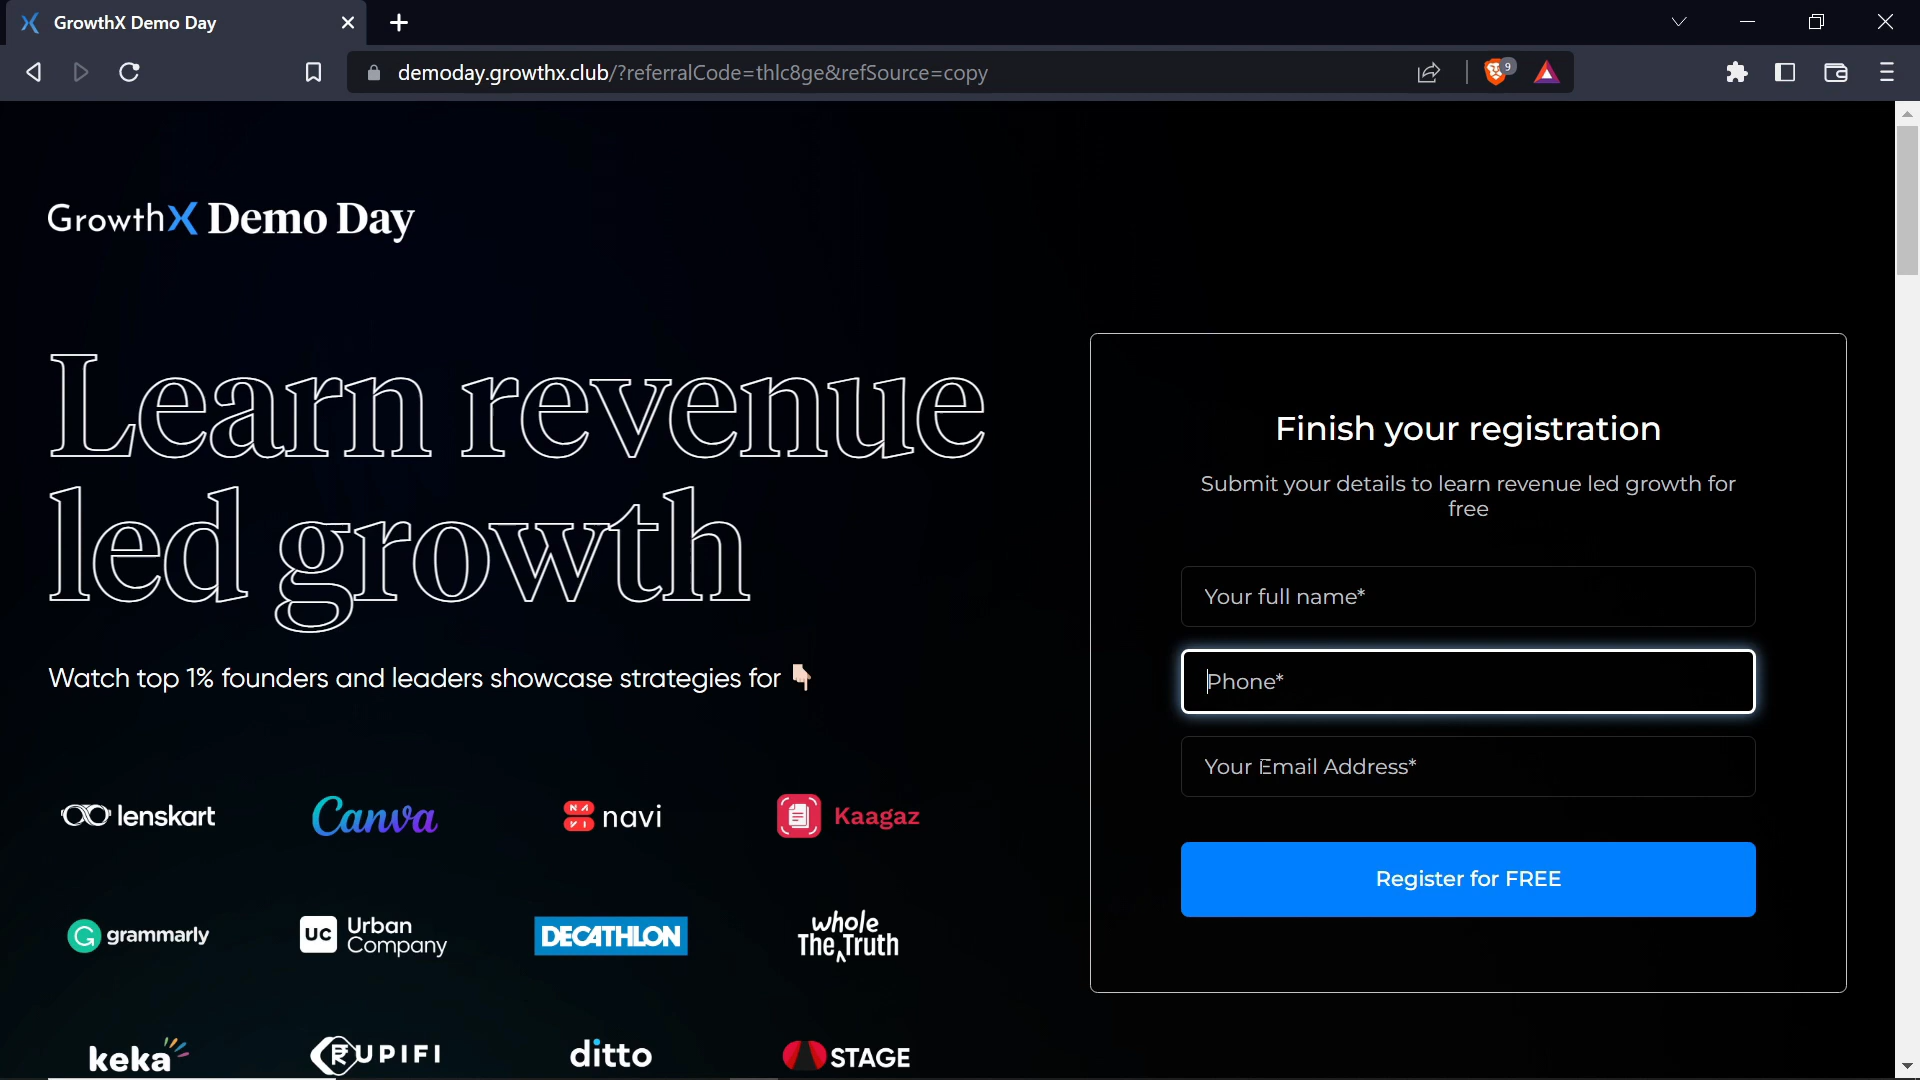 GrowthX Demo Day
demoday.growthx.club/?referralCode=thlc8ge&refSource=copy
9
GrowthX Demo Day
Learn revenue
led growth
Watch top 1% founders and leaders showcase strategies for 👇🏻
lenskart
Canva
NAVI navi
Kaagaz
G grammarly
UC Urban
Company
DECATHLON
whole
The Truth
keka
RUPIFI
ditto
STAGE
Finish your registration
Submit your details to learn revenue led growth for
free
Your full name*
Phone*
Your Email Address*
Register for FREE